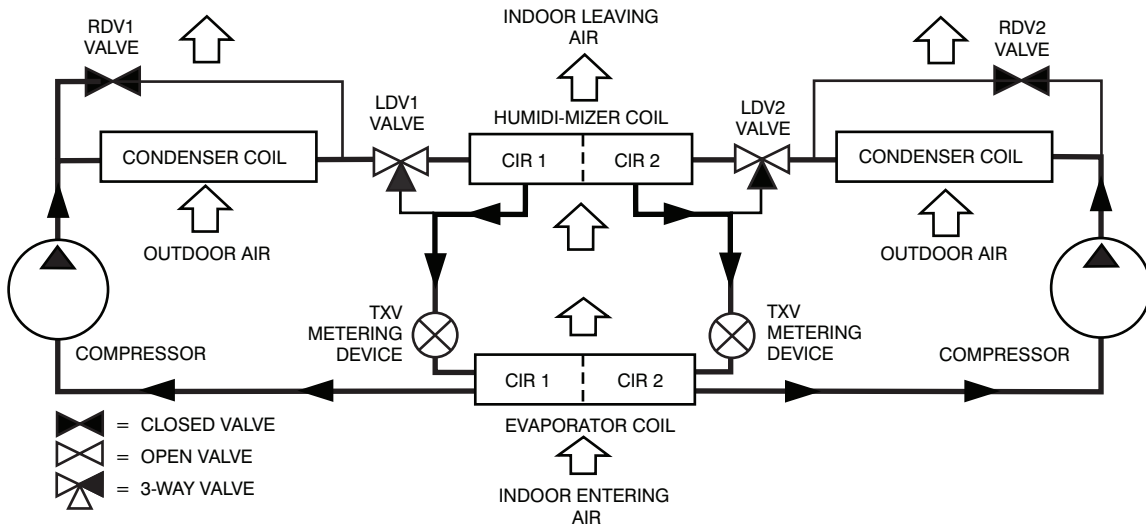 RDV1
VALVE
INDOOR LEAVING
AIR
RDV2
VALVE
LDV1
VALVE
HUMIDI-MIZER COIL
LDV2
VALVE
CONDENSER COIL
CIR 1
CIR 2
CONDENSER COIL
OUTDOOR AIR
OUTDOOR AIR
TXV
METERING
DEVICE
TXV
METERING
DEVICE
COMPRESSOR
COMPRESSOR
CIR 1
CIR 2
EVAPORATOR COIL
= CLOSED VALVE
= OPEN VALVE
= 3-WAY VALVE
INDOOR ENTERING
AIR